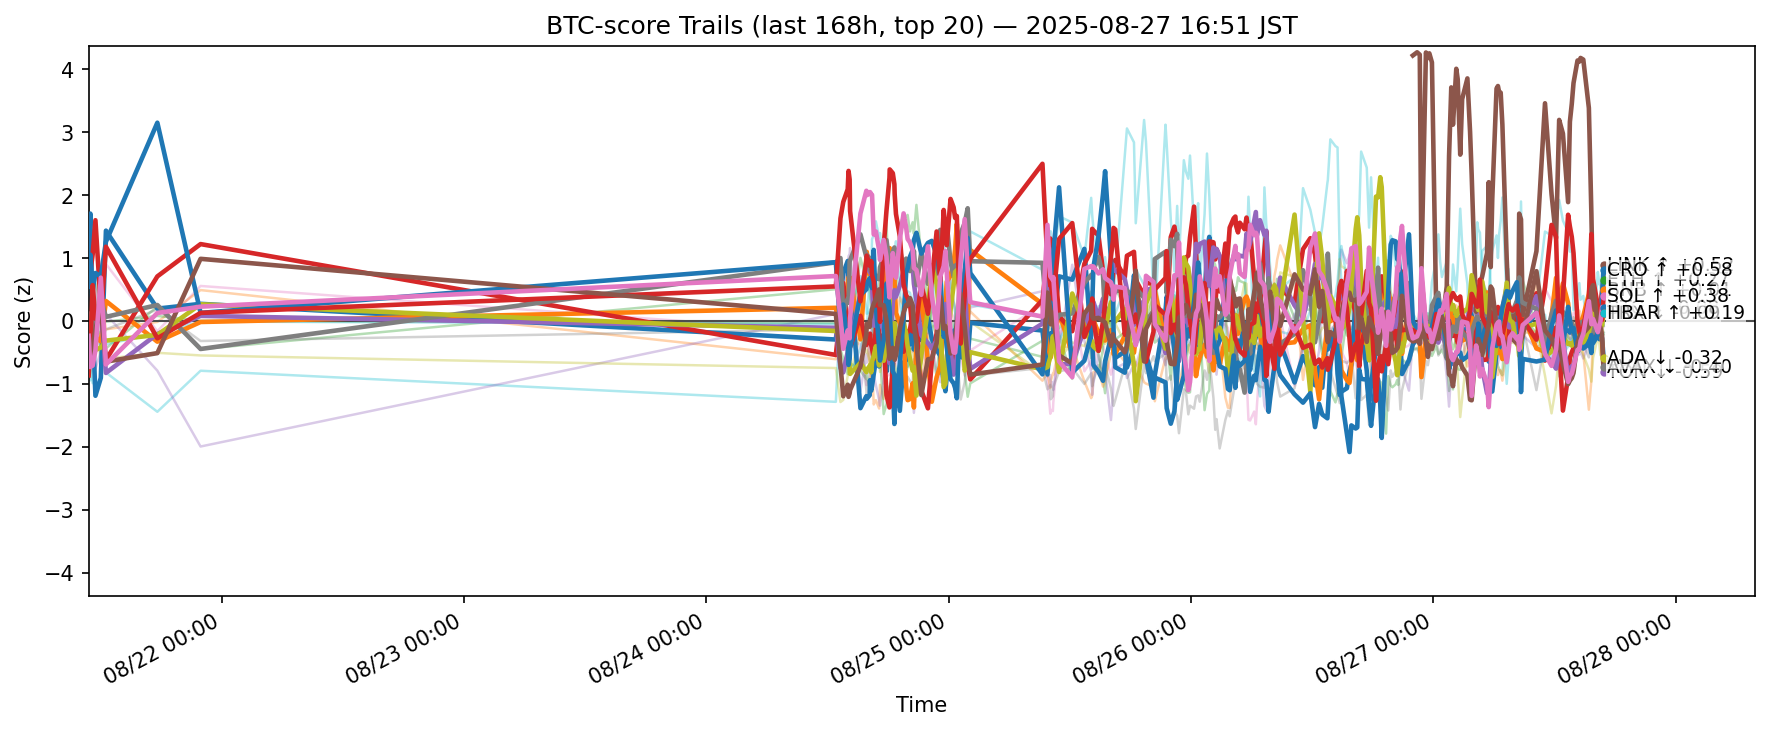 BTC-score Trails (last 168h, top 20) — 2025-08-27 16:51 JST
Score (z)
4
3
2
1
0
−1
−2
−3
−4
CRO ↑ +0.58
SOL ↑ +0.38
HBAR ↑ +0.19
ADA ↓ -0.32
08/22 00:00
08/23 00:00
08/24 00:00
08/25 00:00
08/26 00:00
08/27 00:00
08/28 00:00
Time